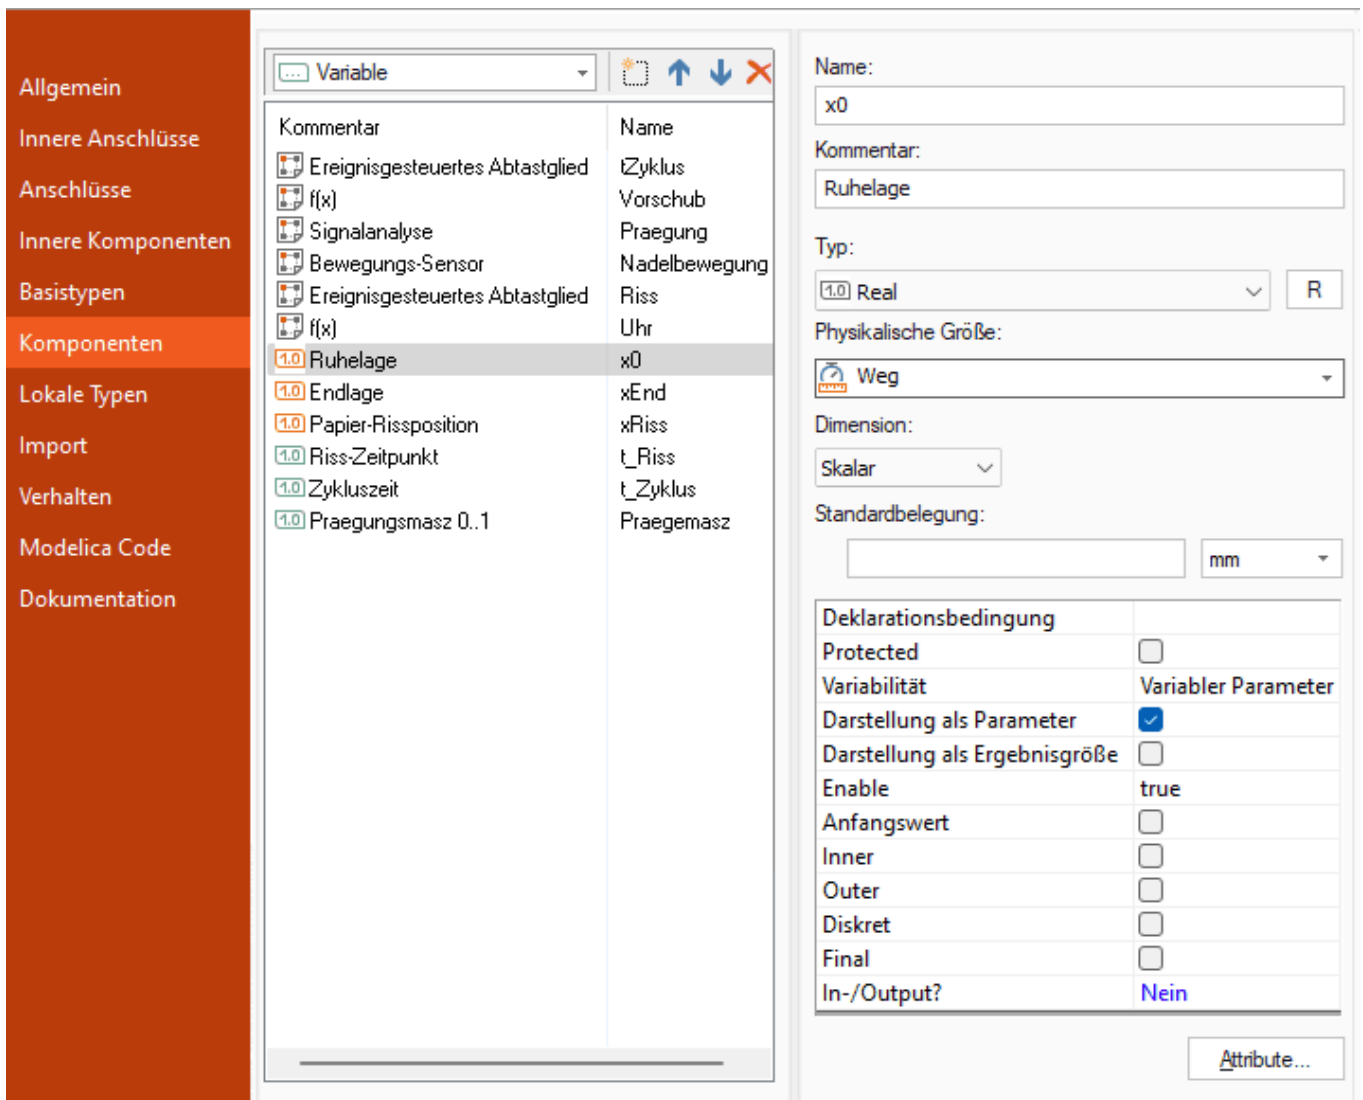 Allgemein
Innere Anschlüsse
Anschlüsse
Innere Komponenten
Basistypen
Komponenten
Lokale Typen
Import
Verhalten
Modelica Code
Dokumentation
... Variable
Kommentar Name
Ereignisgesteuertes Abtastglied tZyklus
f(x) Vorschub
Signalanalyse Praegung
Bewegungs-Sensor Nadelbewegung
Ereignisgesteuertes Abtastglied Riss
f(x) Uhr
1.0 Ruhelage x0
1.0 Endlage xEnd
1.0 Papier-Rissposition xRiss
1.0 Riss-Zeitpunkt t_Riss
1.0 Zykluszeit t_Zyklus
1.0 Praegungsmasz 0..1 Praegemasz
Name:
x0
Kommentar:
Ruhelage
Typ:
1.0 Real R
Physikalische Größe:
Weg
Dimension:
Skalar
Standardbelegung:
mm
Deklarationsbedingung
Protected
Variabilität Variabler Parameter
Darstellung als Parameter
Darstellung als Ergebnisgröße
Enable true
Anfangswert
Inner
Outer
Diskret
Final
In-/Output? Nein
Attribute...